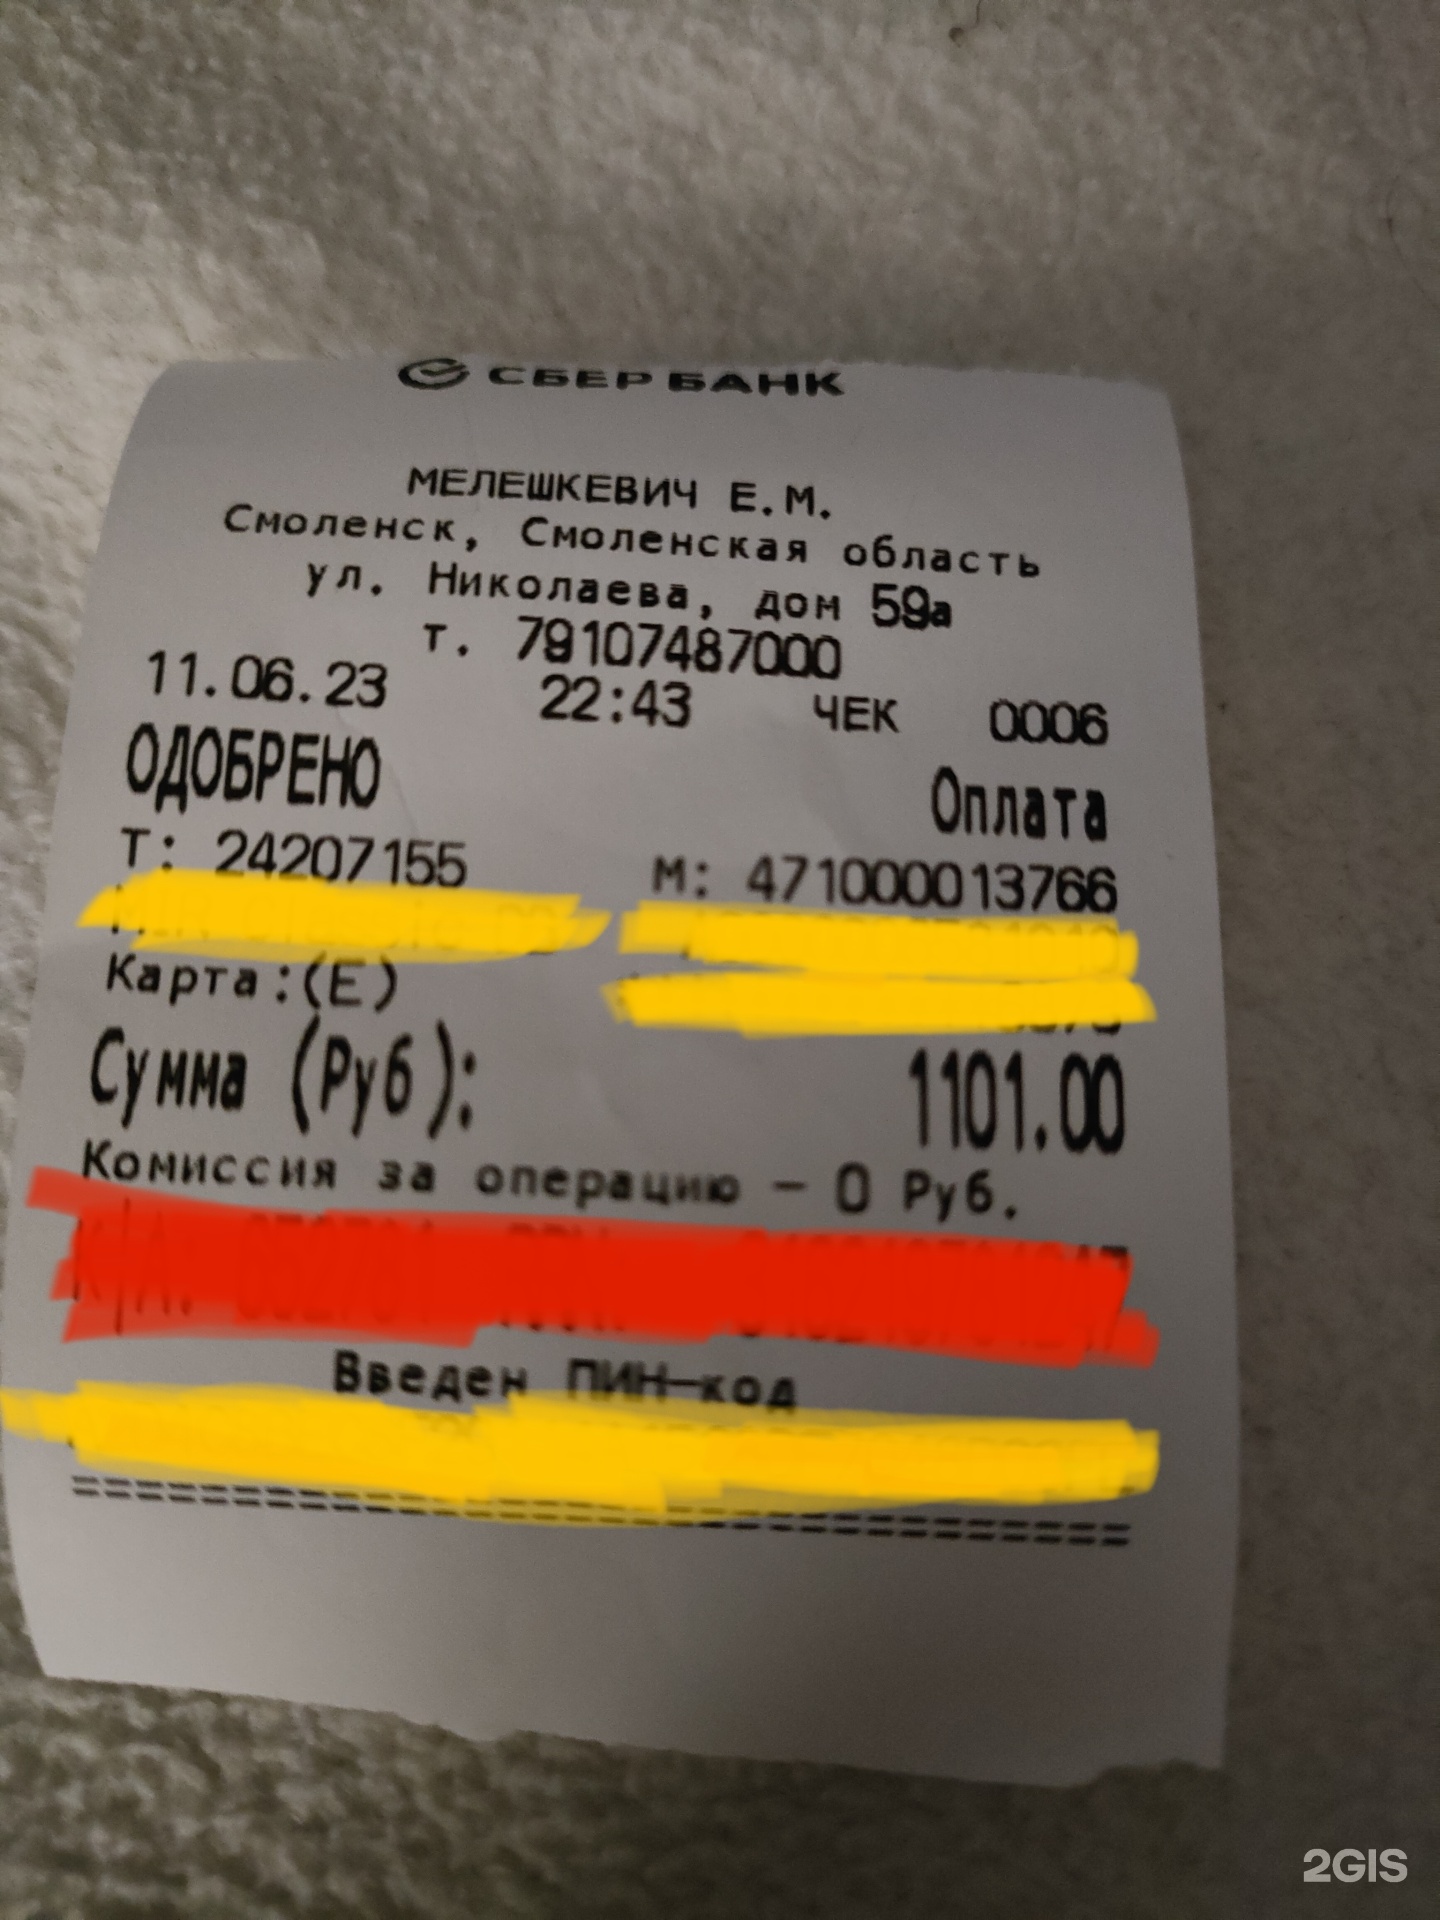 СБЕРБАНК
МЕЛЕШКЕВИЧ Е.М.
Смоленск, Смоленская область
ул. Николаева, дом 59а
т. 79107487000
11.06.23 22:43 ЧЕК 0006
ОДОБРЕНО Оплата
Т: 24207155 М: 471000013766
Карта:(Е)
Сумма (Руб): 1101.00
Комиссия за операцию – 0 Руб.
Введен ПИН-код
==================================
2GIS